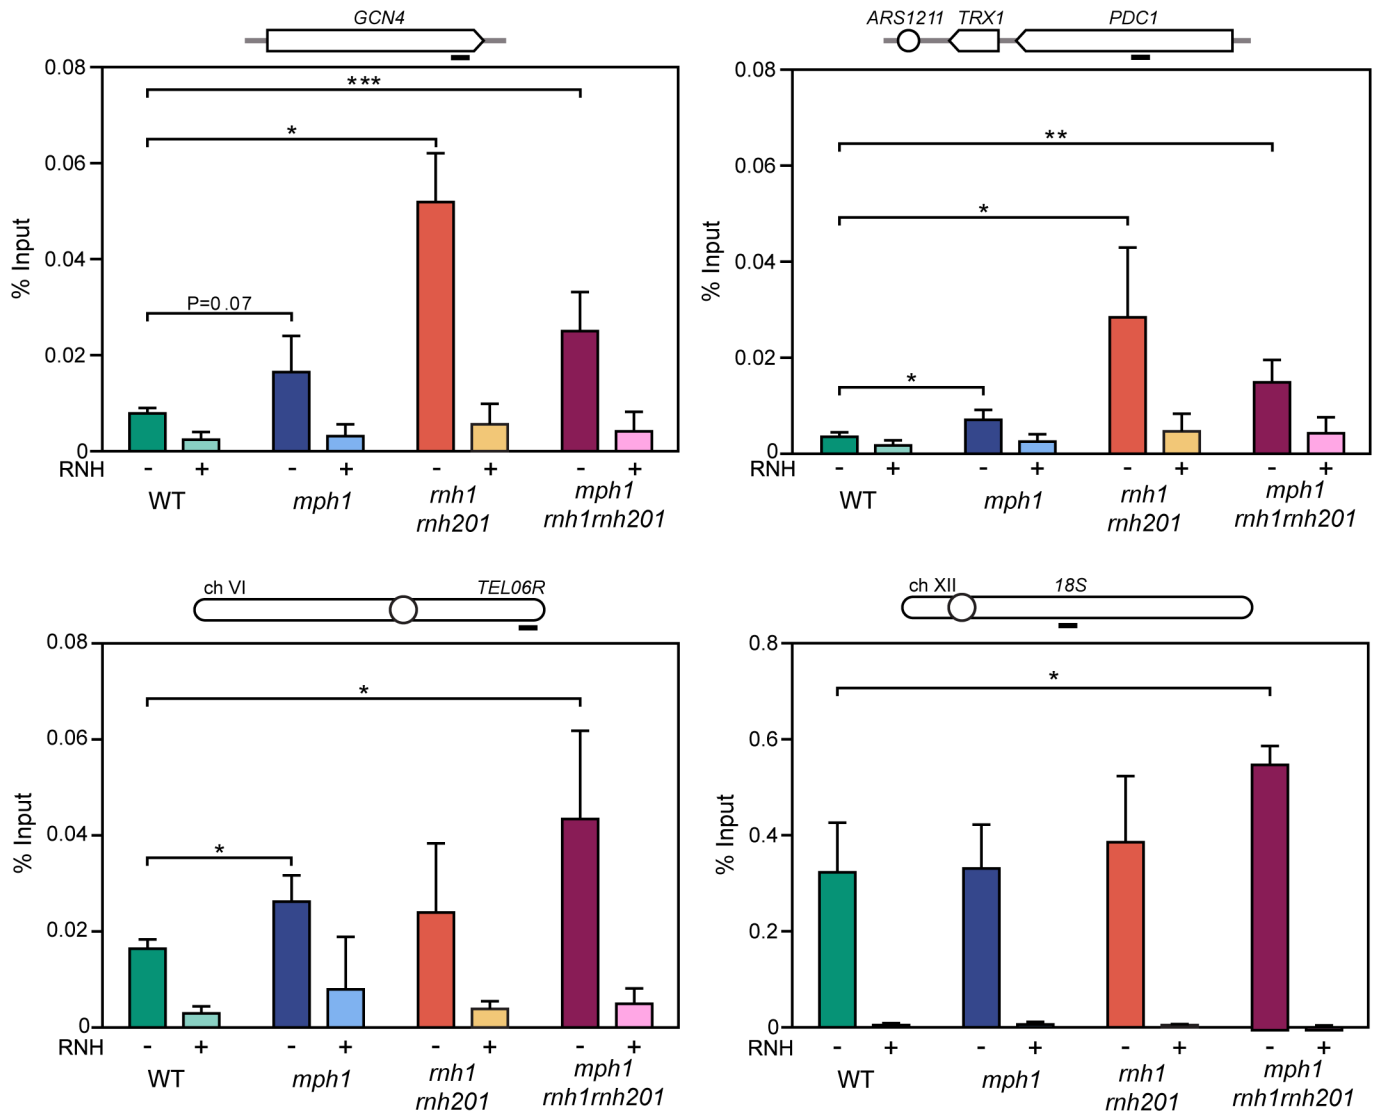 GCN4
0.08
0.06
0.04
0.02
0
% Input
***
*
P=0.07
RNH - + - + - + - +
WT mph1 rnh1 mph1
rnh201 rnh1rnh201
ARS1211 TRX1 PDC1
0.08
0.06
0.04
0.02
0
% Input
**
*
*
RNH - + - + - + - +
WT mph1 rnh1 mph1
rnh201 rnh1rnh201
ch VI TEL06R
0.08
0.06
0.04
0.02
0
% Input
*
*
RNH - + - + - + - +
WT mph1 rnh1 mph1
rnh201 rnh1rnh201
ch XII 18S
0.8
0.6
0.4
0.2
0
% Input
*
RNH - + - + - + - +
WT mph1 rnh1 mph1
rnh201 rnh1rnh201